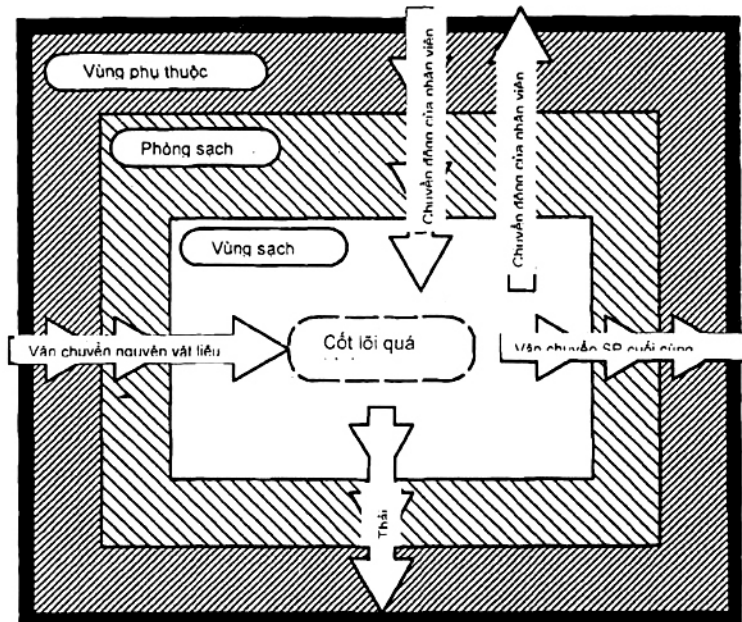 Vùng phụ thuộc
Phòng sạch
Vùng sạch
Chuyển động của nhân viên
Chuyển động của nhân viên
Vận chuyển nguyên vật liệu
Cốt lõi quá
Vận chuyển SP cuối cùng
Thải